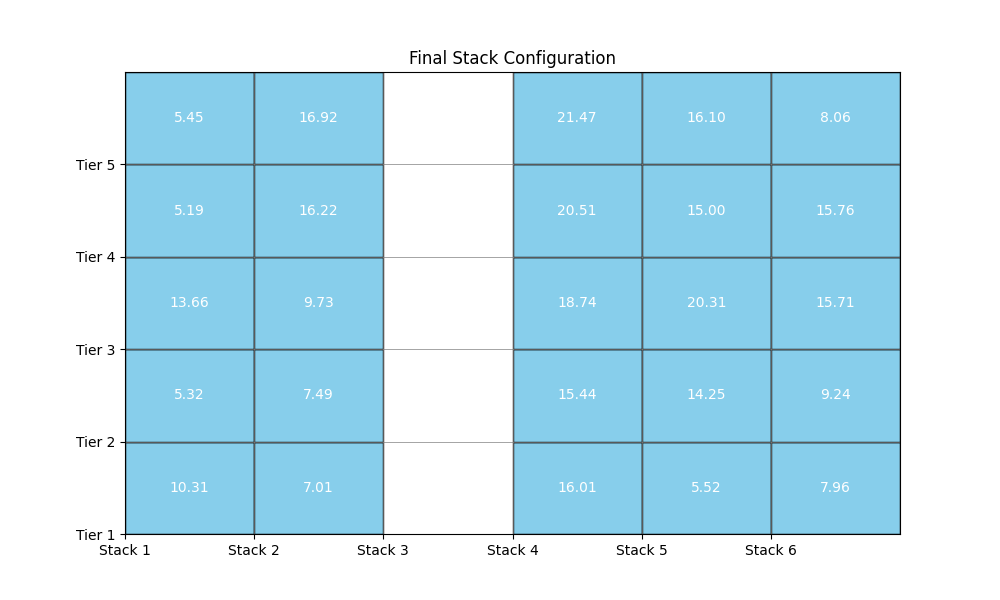 Final Stack Configuration
5.45 16.92 21.47 16.10 8.06
Tier 5
5.19 16.22 20.51 15.00 15.76
Tier 4
13.66 9.73 18.74 20.31 15.71
Tier 3
5.32 7.49 15.44 14.25 9.24
Tier 2
10.31 7.01 16.01 5.52 7.96
Tier 1
Stack 1 Stack 2 Stack 3 Stack 4 Stack 5 Stack 6